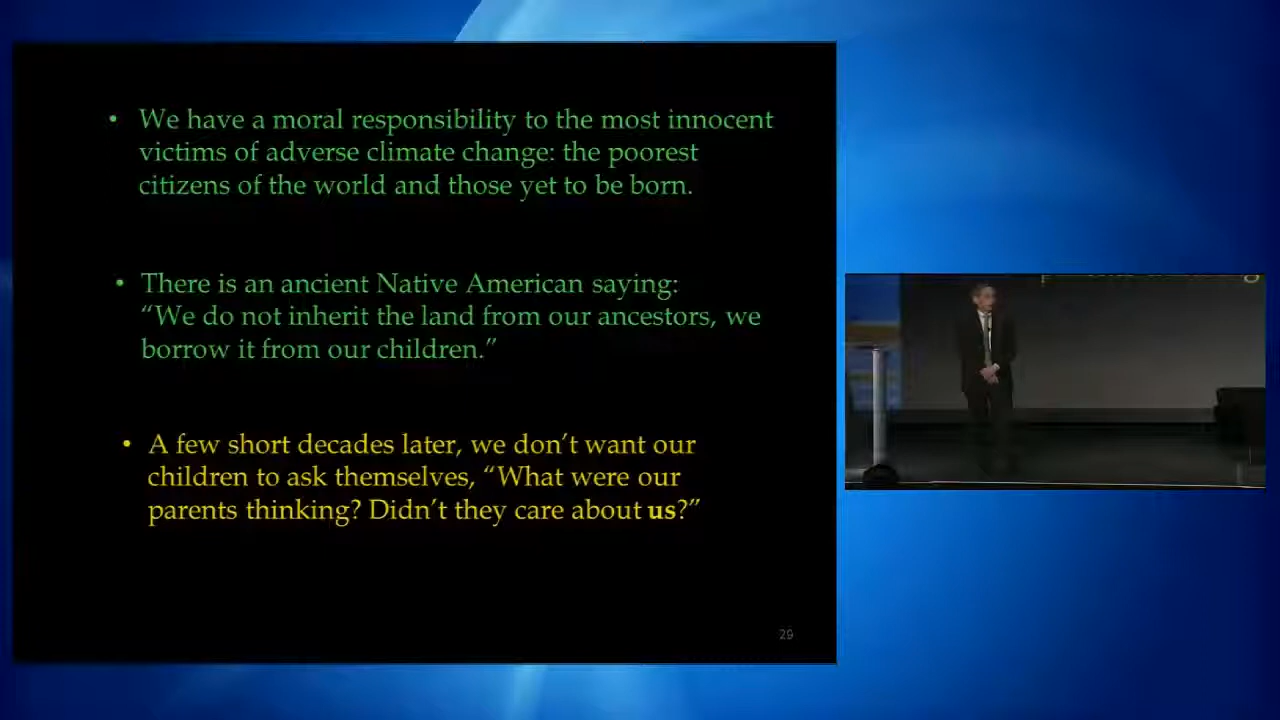 • We have a moral responsibility to the most innocent
victims of adverse climate change: the poorest
citizens of the world and those yet to be born.
• There is an ancient Native American saying:
“We do not inherit the land from our ancestors, we
borrow it from our children.”
• A few short decades later, we don’t want our
children to ask themselves, “What were our
parents thinking? Didn’t they care about us?”
29